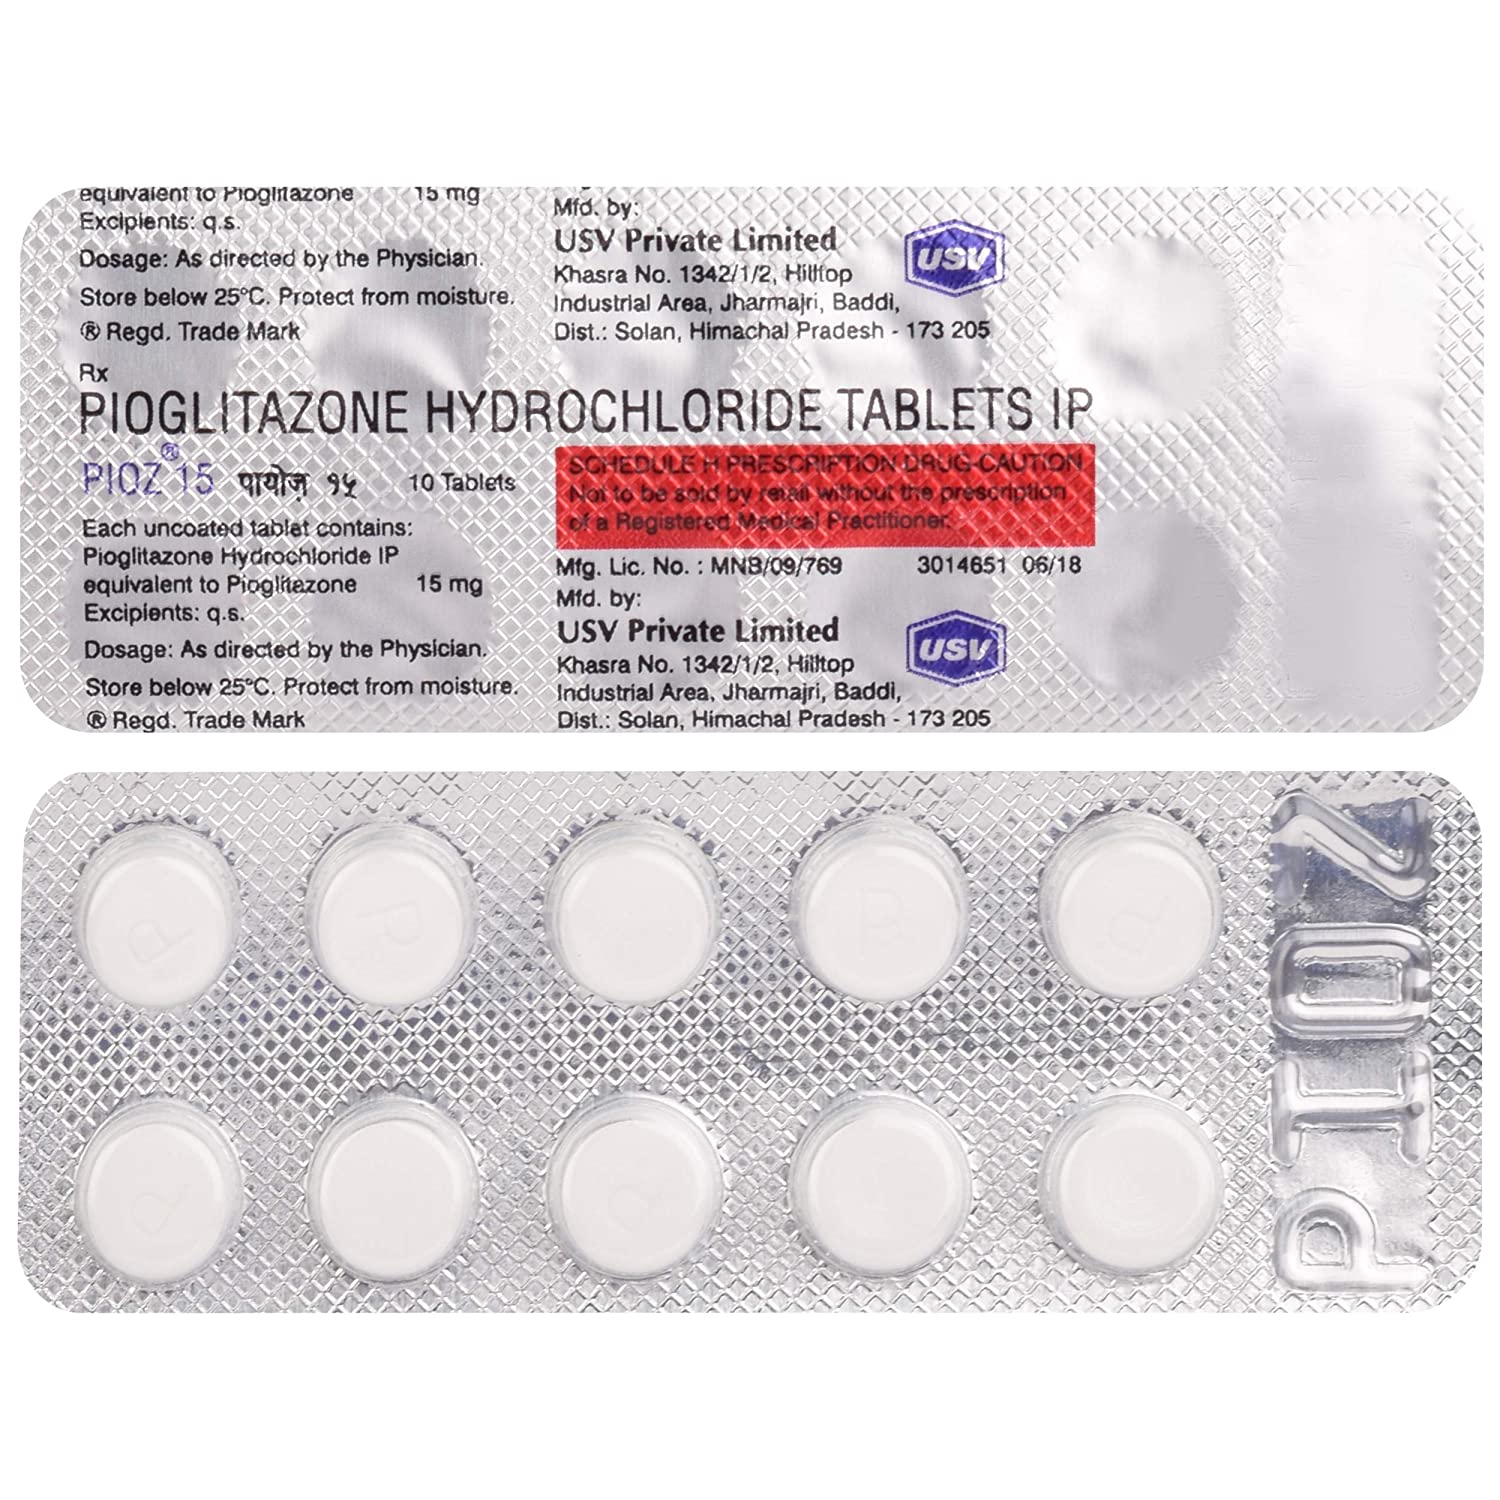 equivalent to Pioglitazone 15 mg
Excipients: q.s.
Dosage: As directed by the Physician.
Store below 25°C. Protect from moisture.
® Regd. Trade Mark
Mfd. by:
USV Private Limited
Khasra No. 1342/1/2, Hilltop
Industrial Area, Jharmajri, Baddi,
Dist.: Solan, Himachal Pradesh - 173 205
USV
Rx
PIOGLITAZONE HYDROCHLORIDE TABLETS IP
PIOZ® 15 पायोज़ १५ 10 Tablets
Each uncoated tablet contains:
Pioglitazone Hydrochloride IP
equivalent to Pioglitazone 15 mg
Excipients: q.s.
Dosage: As directed by the Physician.
Store below 25°C. Protect from moisture.
® Regd. Trade Mark
SCHEDULE H PRESCRIPTION DRUG-CAUTION
Not to be sold by retail without the prescription
of a Registered Medical Practitioner.
Mfg. Lic. No. : MNB/09/769 3014651 06/18
Mfd. by:
USV Private Limited
Khasra No. 1342/1/2, Hilltop
Industrial Area, Jharmajri, Baddi,
Dist.: Solan, Himachal Pradesh - 173 205
USV
P
P
P
P
P
P
PIOZ